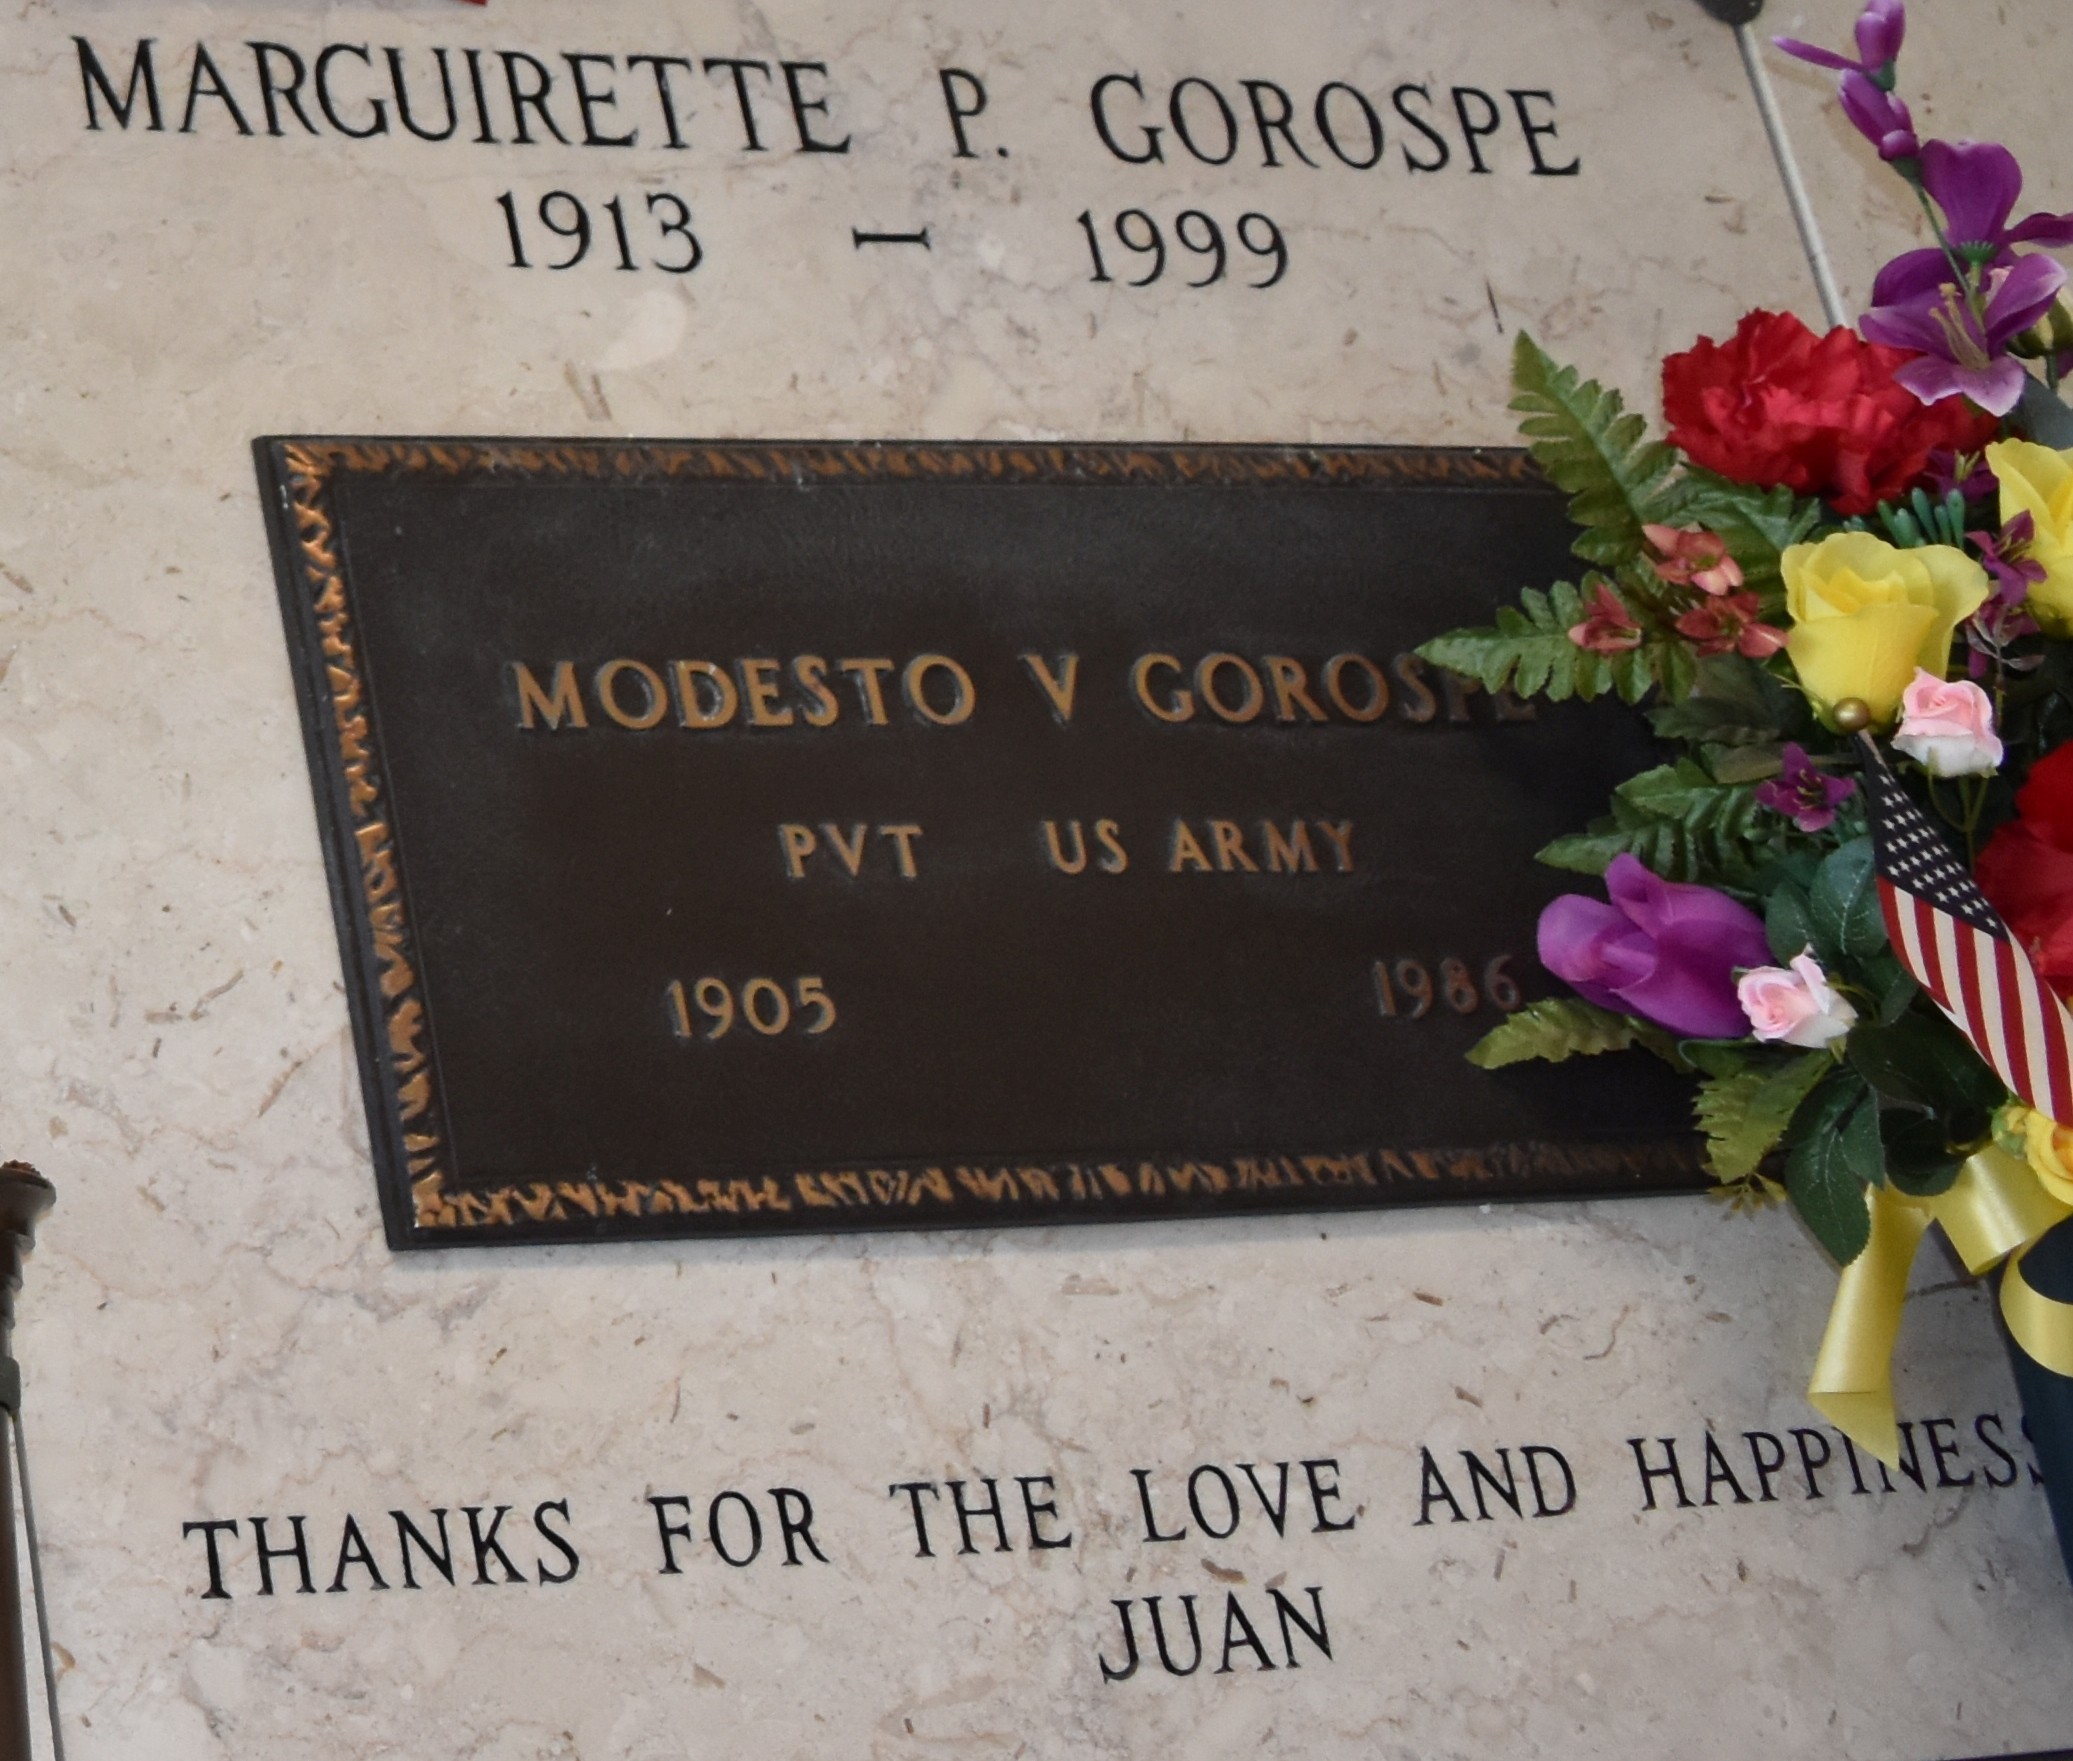 MARGUIRETTE P. GOROSPE
1913 - 1999
MODESTO V GOROSPE
PVT US ARMY
1905 1986
THANKS FOR THE LOVE AND HAPPINESS
JUAN